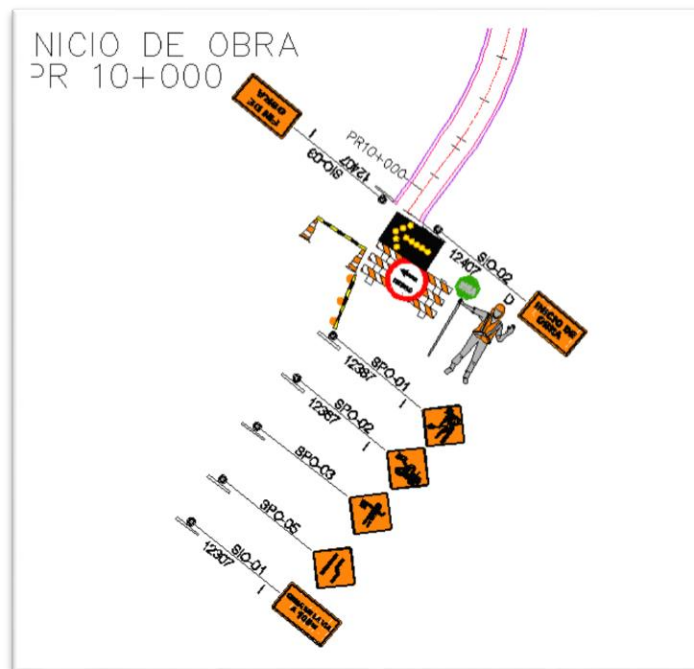 NICIO DE OBRA
PR 10+000
FIN DE
OBRA
SIO-03
12407
PR10+000
SIO-02
12407
INICIO DE
OBRA
D
SPO-01
12387
SPO-02
12387
SPO-03
SPO-05
SIO-01
12307